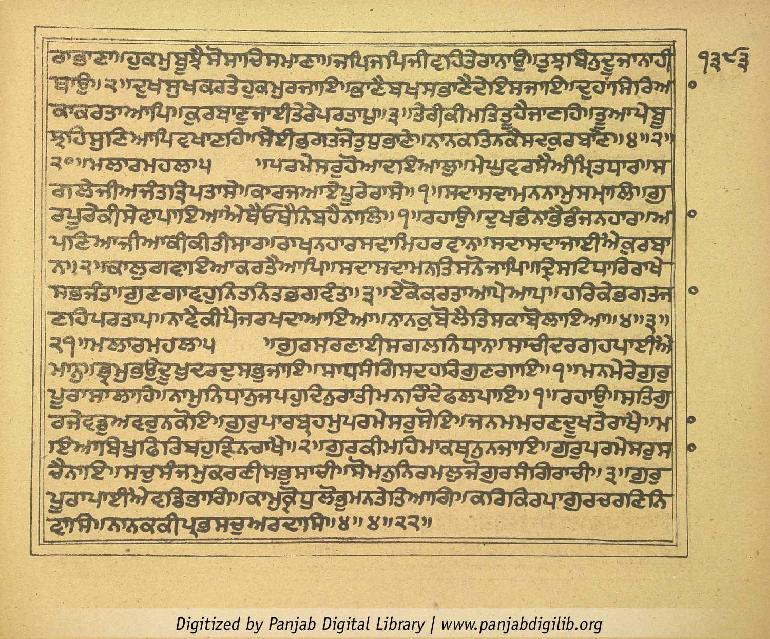 ਰਾਭਾਣਾ॥ਹੁਕਮੁਬੂਝੈਸੋਸਾਚਿਸਮਾਣਾ॥ਜਪਿਜਪਿਜੀਵਹਿਤੇਰਾਨਾਉ॥ਤੁਝਬਿਨੁਦੂਜਾਨਾਹੀ ੧੩੯੩
ਥਾਉ॥੨॥ਦੁਖਸੁਖਕਰਤੇਹੁਕਮੁਰਜਾਇ॥ਭਾਣੈਬਖਸਭਾਣੈਦੇਇਸਜਾਇ॥ਦੁਹਾਂਸਿਰਿਆ
ਕਾਕਰਤਾਆਪਿ॥ਕੁਰਬਾਣੁਜਾਈਤੇਰੇਪਰਤਾਪ॥੩॥ਤੇਰੀਕੀਮਤਿਤੂਹੈਜਾਣਹਿ॥ਤੂਆਪੇਬੂ
ਝਹਿਸੁਣਿਆਪਿਵਖਾਣਹਿ॥ਸੇਈਭਗਤਜੋਤੁਧੁਭਾਣੇ॥ਨਾਨਕਤਿਨਕੈਸਦਕੁਰਬਾਣੇ॥੪॥੨॥
੨੦॥ਮਲਾਰਮਹਲਾ੫ ॥ਪਰਮੇਸਰੁਹੋਆਦਇਆਲੁ॥ਮੇਘੁਵਰਸੈਅੰਮ੍ਰਿਤਧਾਰ॥ਸ
ਗਲੇਜੀਅਜੰਤਤ੍ਰਿਪਤਾਸੇ॥ਕਾਰਜਆਏਪੂਰੇਰਾਸੇ॥੧॥ਸਦਾਸਦਾਮਨਨਾਮੁਸਮ੍ਹਾਲਿ॥ਗੁ
ਰਪੂਰੇਕੀਸੇਵਾਪਾਇਆਐਥੈਓਥੈਨਿਬਹੈਨਾਲਿ॥੧॥ਰਹਾਉ॥ਦੁਖਭੰਨਾਭੈਭੰਜਨਹਾਰ॥ਆ
ਪਣਿਆਜੀਆਕੀਕੀਤੀਸਾਰ॥ਰਾਖਨਹਾਰਸਦਾਮਿਹਰਵਾਨ॥ਸਦਾਸਦਾਜਾਈਐਕੁਰਬਾ
ਨ॥੨॥ਕਾਲੁਗਵਾਇਆਕਰਤੈਆਪਿ॥ਸਦਾਸਦਾਮਨਤਿਸਨੋਜਾਪਿ॥ਦ੍ਰਿਸਟਿਧਾਰਿਰਾਖੇ
ਸਭਜੰਤ॥ਗੁਣਗਾਵਹੁਨਿਤਨਿਤਭਗਵੰਤ॥੩॥ਏਕੋਕਰਤਾਆਪੇਆਪ॥ਹਰਿਕੇਭਗਤਜ
ਣਹਿਪਰਤਾਪ॥ਨਾਵੈਕੀਪੈਜਰਖਦਾਆਇਆ॥ਨਾਨਕੁਬੋਲੈਤਿਸਕਾਬੋਲਾਇਆ॥੪॥੩॥
੨੧॥ਮਲਾਰਮਹਲਾ੫ ॥ਗੁਰਸਰਣਾਈਸਗਲਨਿਧਾਨ॥ਸਾਚੀਦਰਗਹਪਾਈਐ
ਮਾਨੁ॥ਭ੍ਰਮੁਭਉਦੂਖੁਦਰਦੁਸਭੁਜਾਇ॥ਸਾਧਸੰਗਿਸਦਹਰਿਗੁਣਗਾਇ॥੧॥ਮਨਮੇਰੇਗੁਰੁ
ਪੂਰਾਸਾਲਾਹਿ॥ਨਾਮੁਨਿਧਾਨੁਜਪਹੁਦਿਨੁਰਾਤੀਮਨਚਿੰਦੇਫਲਪਾਇ॥੧॥ਰਹਾਉ॥ਸਤਿਗੁ
ਰਜੇਵਡੁਅਵਰੁਨਕੋਇ॥ਗੁਰੁਪਾਰਬ੍ਰਹਮੁਪਰਮੇਸਰੁਸੋਇ॥ਜਨਮਮਰਣਦੂਖਤੇਰਾਖੈ॥ਮ
ਾਇਆਬਿਖੁਫਿਰਿਬਹੁੜਿਨਚਾਖੈ॥੨॥ਗੁਰਕੀਮਹਿਮਾਕਥਨੁਨਜਾਇ॥ਗੁਰੁਪਰਮੇਸਰੁਸ
ਾਚੈਨਾਇ॥ਸਚੁਸੰਜਮੁਕਰਣੀਸਭੁਸਾਚੀ॥ਸੋਮਨੁਨਿਰਮਲੁਜੋਗੁਰਸੰਗਿਰਾਚੀ॥੩॥ਗੁਰੁ
ਪੂਰਾਪਾਈਐਵਡਭਾਗਿ॥ਕਾਮੁਕ੍ਰੋਧੁਲੋਭੁਮਨਤੇਤਿਆਗਿ॥ਕਰਿਕਿਰਪਾਗੁਰਚਰਣਿਨਿ
ਵਾਸਿ॥ਨਾਨਕਕੀਪ੍ਰਭਸਚੁਅਰਦਾਸਿ॥੪॥੪॥੨੨॥
Digitized by Panjab Digital Library | www.panjabdigilib.org